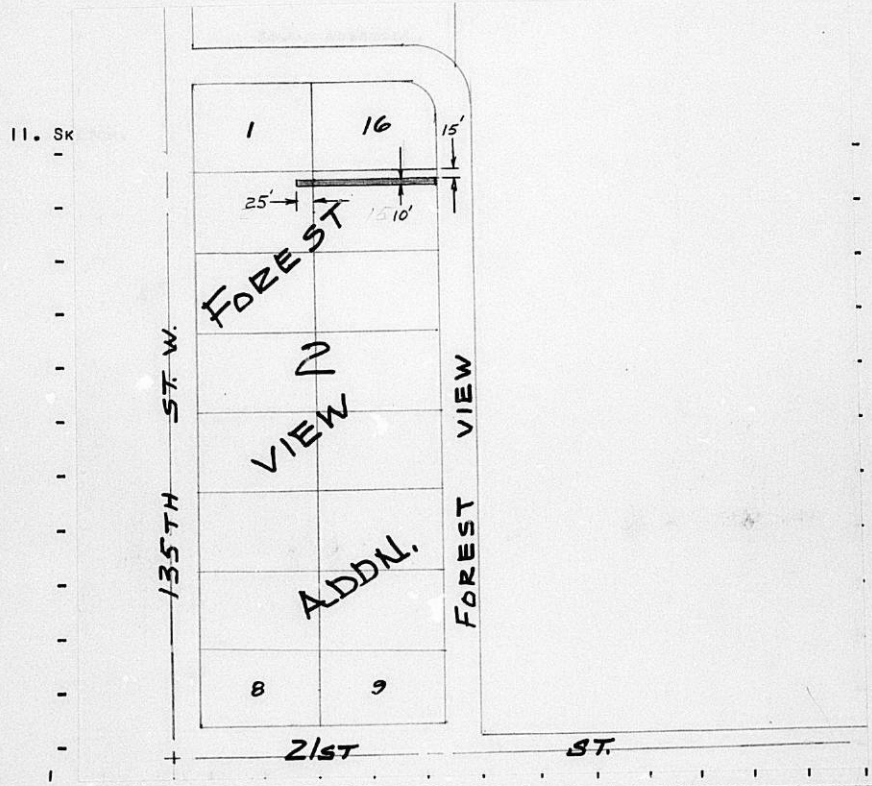 11. SK
1
16
15'
25'
10'
FOREST
2
VIEW
ADDN.
135TH ST. W.
FOREST VIEW
8
9
21ST ST.